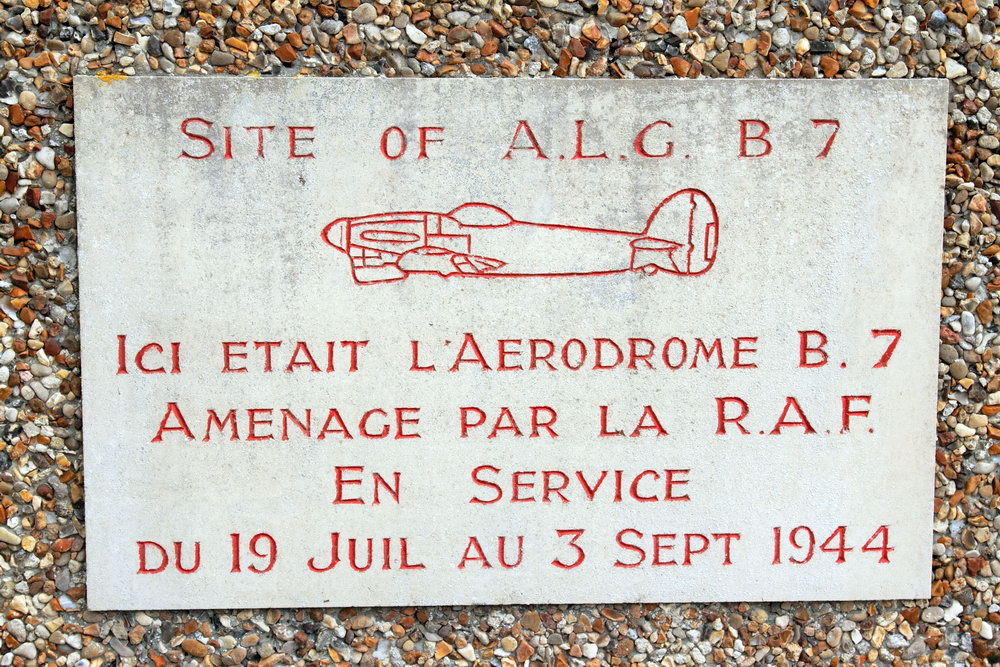 SITE OF A.L.G. B 7
ICI ETAIT L'AERODROME B. 7
AMENAGE PAR LA R.A.F.
EN SERVICE
DU 19 JUIL AU 3 SEPT 1944